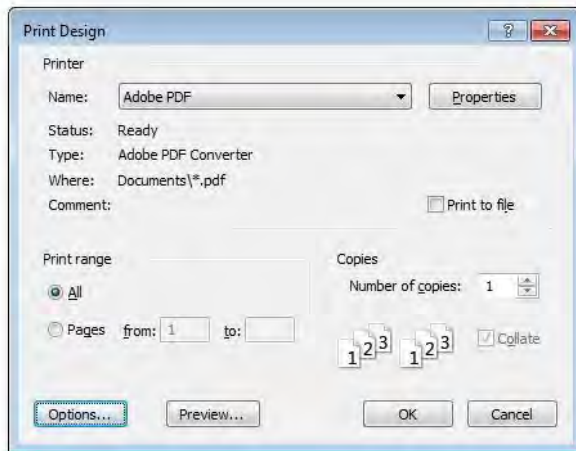 Print Design
Printer
Name: Adobe PDF Properties
Status: Ready
Type: Adobe PDF Converter
Where: Documents\*.pdf
Comment: Print to file
Print range
All
Pages from: 1 to:
Copies
Number of copies: 1
1 2 3 1 2 3 Collate
Options... Preview... OK Cancel